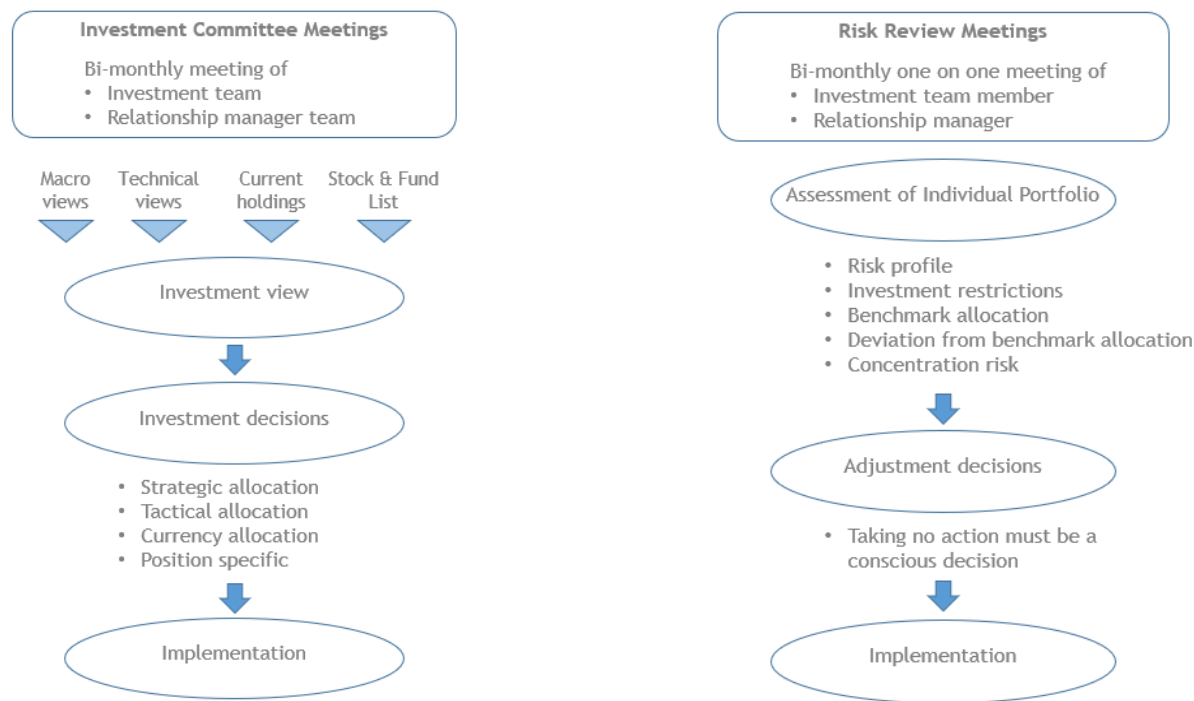 Investment Committee Meetings
Bi-monthly meeting of
• Investment team
• Relationship manager team
Macro views
Technical views
Current holdings
Stock & Fund List
Investment view
Investment decisions
• Strategic allocation
• Tactical allocation
• Currency allocation
• Position specific
Implementation
Risk Review Meetings
Bi-monthly one on one meeting of
• Investment team member
• Relationship manager
Assessment of Individual Portfolio
• Risk profile
• Investment restrictions
• Benchmark allocation
• Deviation from benchmark allocation
• Concentration risk
Adjustment decisions
• Taking no action must be a
conscious decision
Implementation